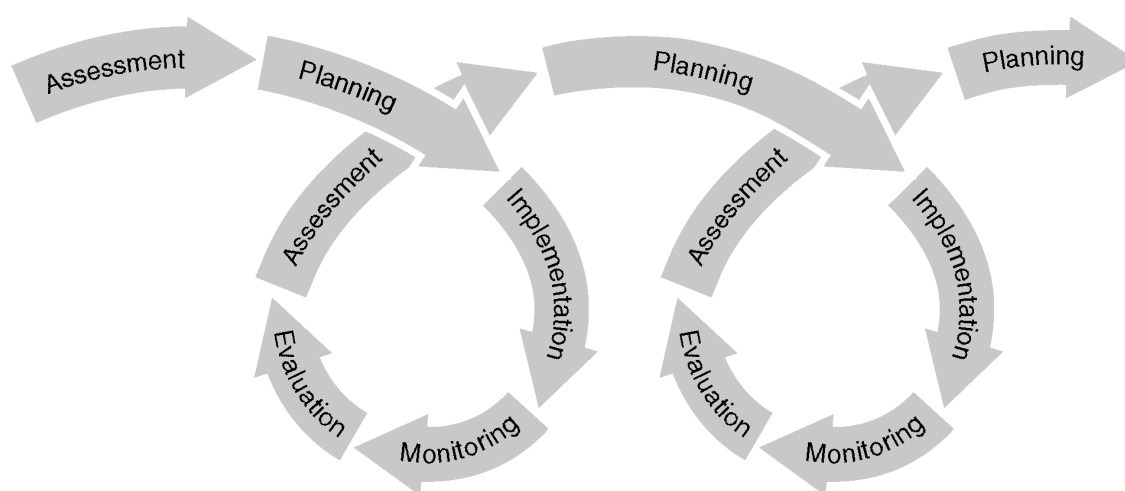 Assessment
Planning
Implementation
Monitoring
Evaluation
Assessment
Planning
Implementation
Monitoring
Evaluation
Assessment
Planning